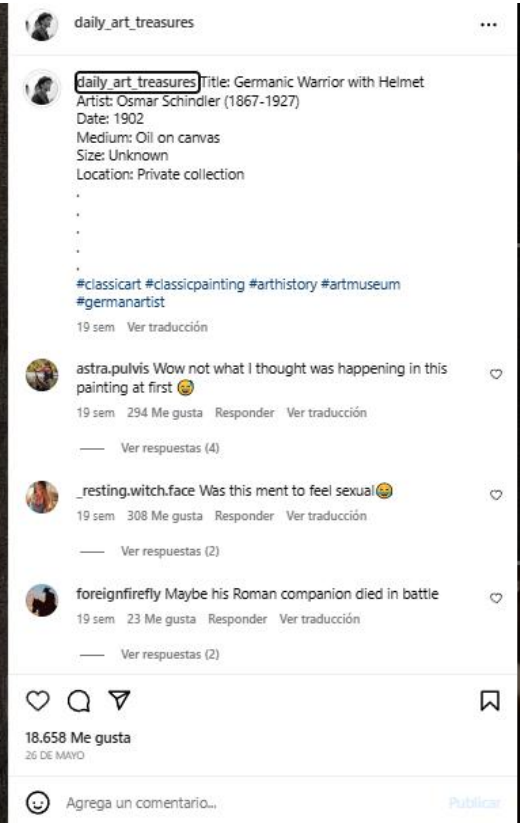 daily_art_treasures
daily_art_treasures Title: Germanic Warrior with Helmet
Artist: Osmar Schindler (1867-1927)
Date: 1902
Medium: Oil on canvas
Size: Unknown
Location: Private collection
.
.
.
.
.
#classicart #classicpainting #arthistory #artmuseum
#germanartist
19 sem Ver traducción
astra.pulvis Wow not what I thought was happening in this
painting at first 😅
19 sem 294 Me gusta Responder Ver traducción
Ver respuestas (4)
_resting.witch.face Was this ment to feel sexual😂
19 sem 308 Me gusta Responder Ver traducción
Ver respuestas (2)
foreignfirefly Maybe his Roman companion died in battle
19 sem 23 Me gusta Responder Ver traducción
Ver respuestas (2)
18.658 Me gusta
26 DE MAYO
Agrega un comentario... Publicar